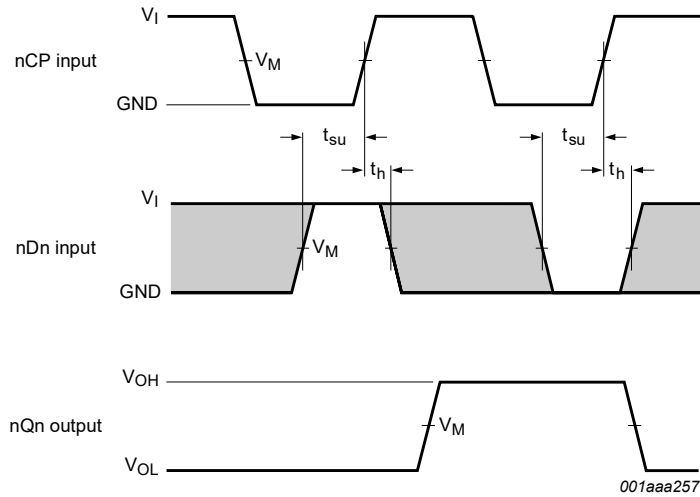 V_I
nCP input
V_M
GND
t_su
t_su
t_h
t_h
V_I
nDn input
V_M
GND
V_OH
nQn output
V_M
V_OL
001aaa257